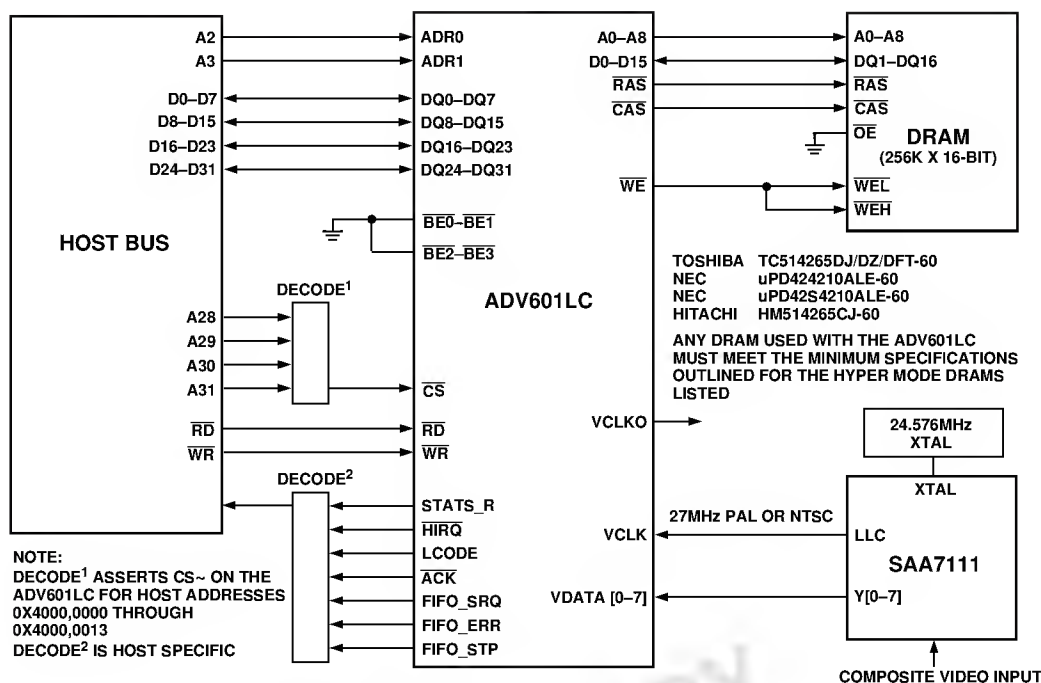 HOST BUS
A2
A3
D0–D7
D8–D15
D16–D23
D24–D31
A28
A29
A30
A31
RD
WR
DECODE1
DECODE2
NOTE:
DECODE1 ASSERTS CS~ ON THE
ADV601LC FOR HOST ADDRESSES
0X4000,0000 THROUGH
0X4000,0013
DECODE2 IS HOST SPECIFIC
ADV601LC
ADR0
ADR1
DQ0–DQ7
DQ8–DQ15
DQ16–DQ23
DQ24–DQ31
BE0–BE1
BE2–BE3
CS
RD
WR
STATS_R
HIRQ
LCODE
ACK
FIFO_SRQ
FIFO_ERR
FIFO_STP
A0–A8
D0–D15
RAS
CAS
WE
VCLKO
VCLK
VDATA [0–7]
A0–A8
DQ1–DQ16
RAS
CAS
OE
DRAM
(256K X 16-BIT)
WEL
WEH
TOSHIBA TC514265DJ/DZ/DFT-60
NEC uPD424210ALE-60
NEC uPD42S4210ALE-60
HITACHI HM514265CJ-60
ANY DRAM USED WITH THE ADV601LC
MUST MEET THE MINIMUM SPECIFICATIONS
OUTLINED FOR THE HYPER MODE DRAMS
LISTED
24.576MHz
XTAL
XTAL
27MHz PAL OR NTSC
LLC
SAA7111
Y[0–7]
COMPOSITE VIDEO INPUT